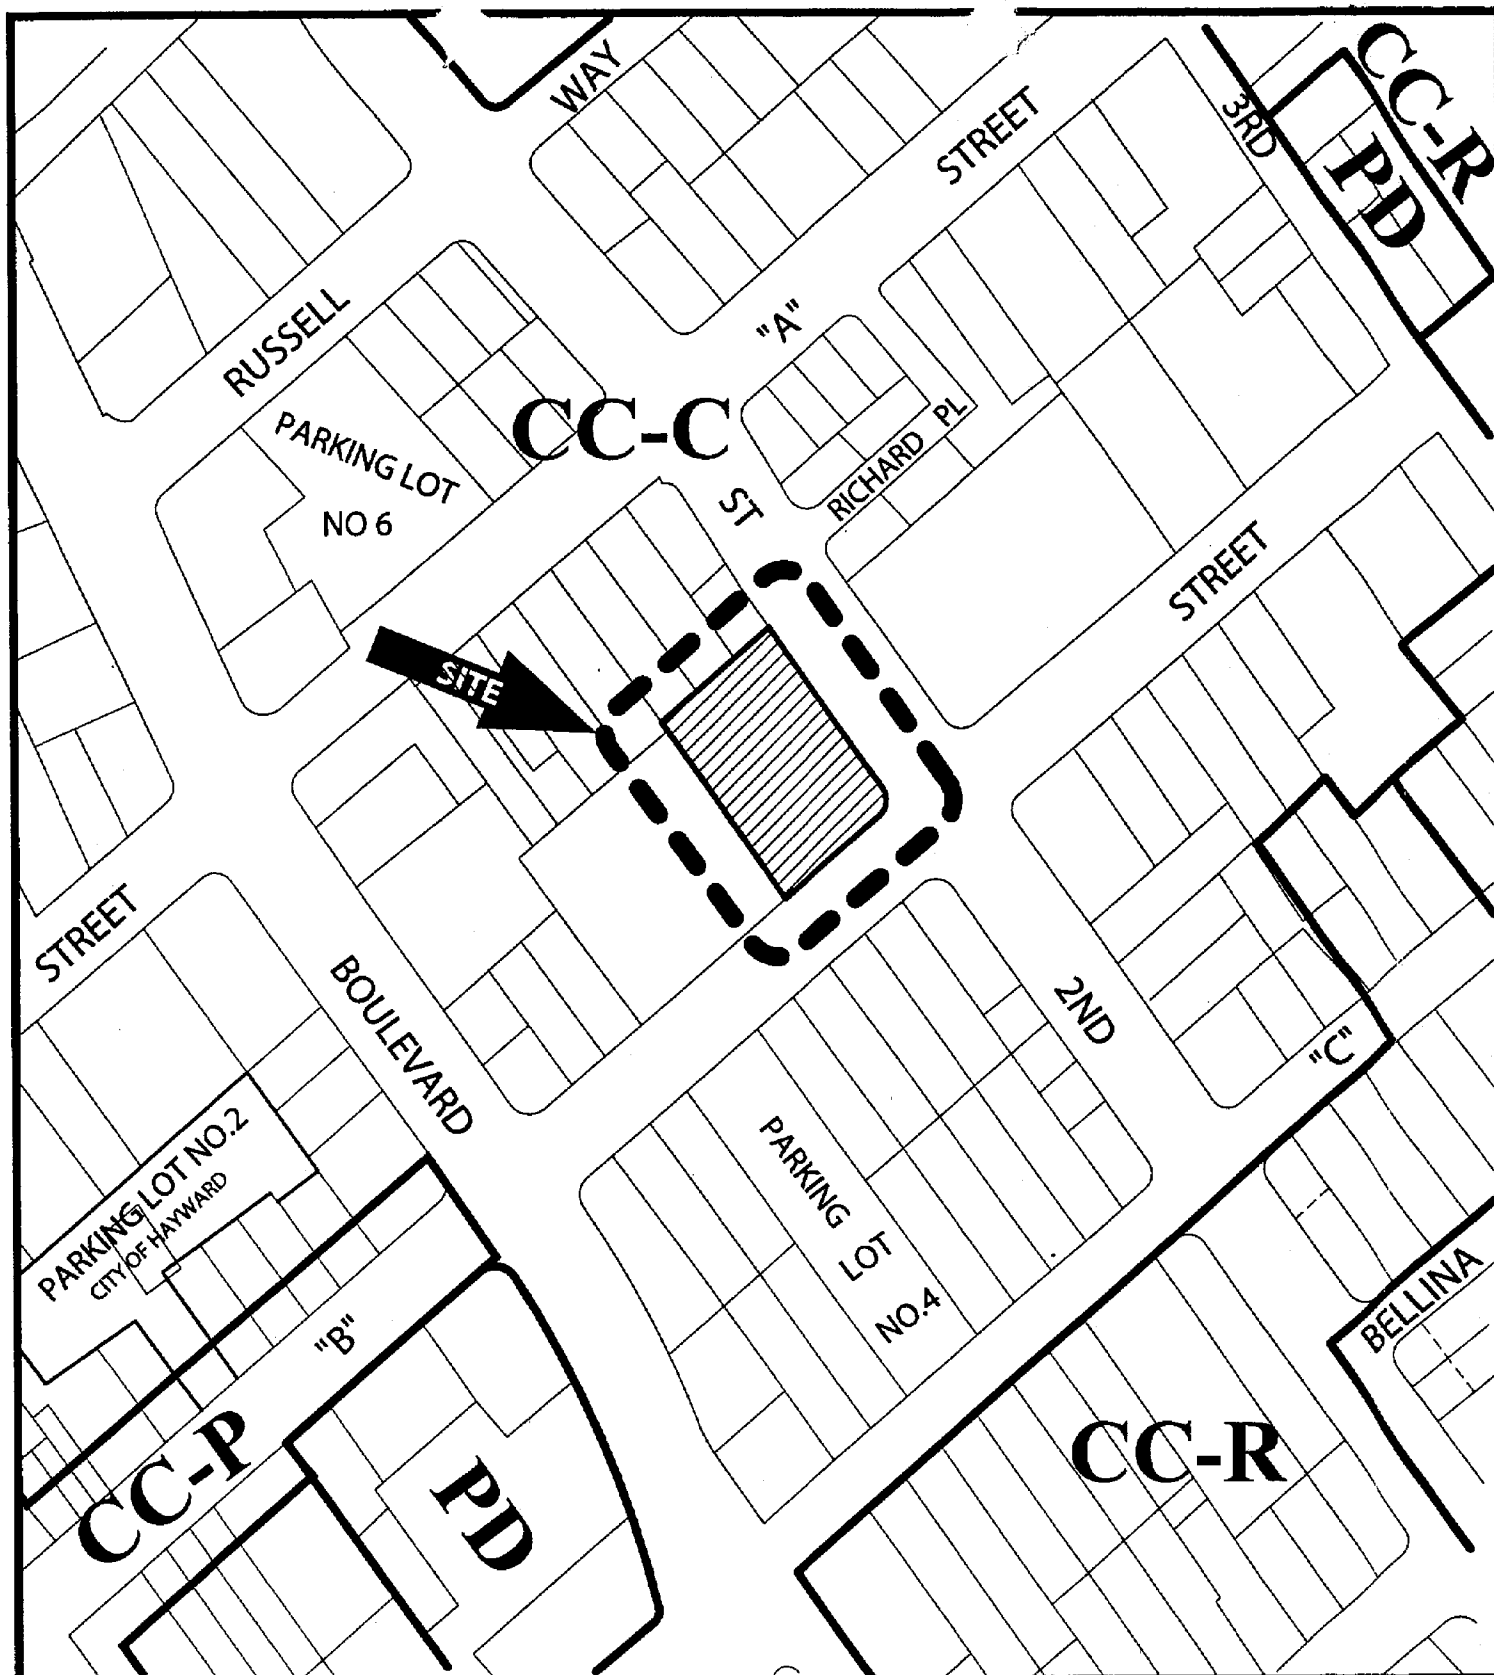 WAY
STREET
3RD
CC-R
PD
RUSSELL
"A"
PARKING LOT
NO 6
CC-C
ST
RICHARD PL
STREET
SITE
STREET
BOULEVARD
2ND
"C"
PARKING LOT NO.2
CITY OF HAYWARD
PARKING
LOT
NO.4
"B"
BELLINA
CC-P
PD
CC-R